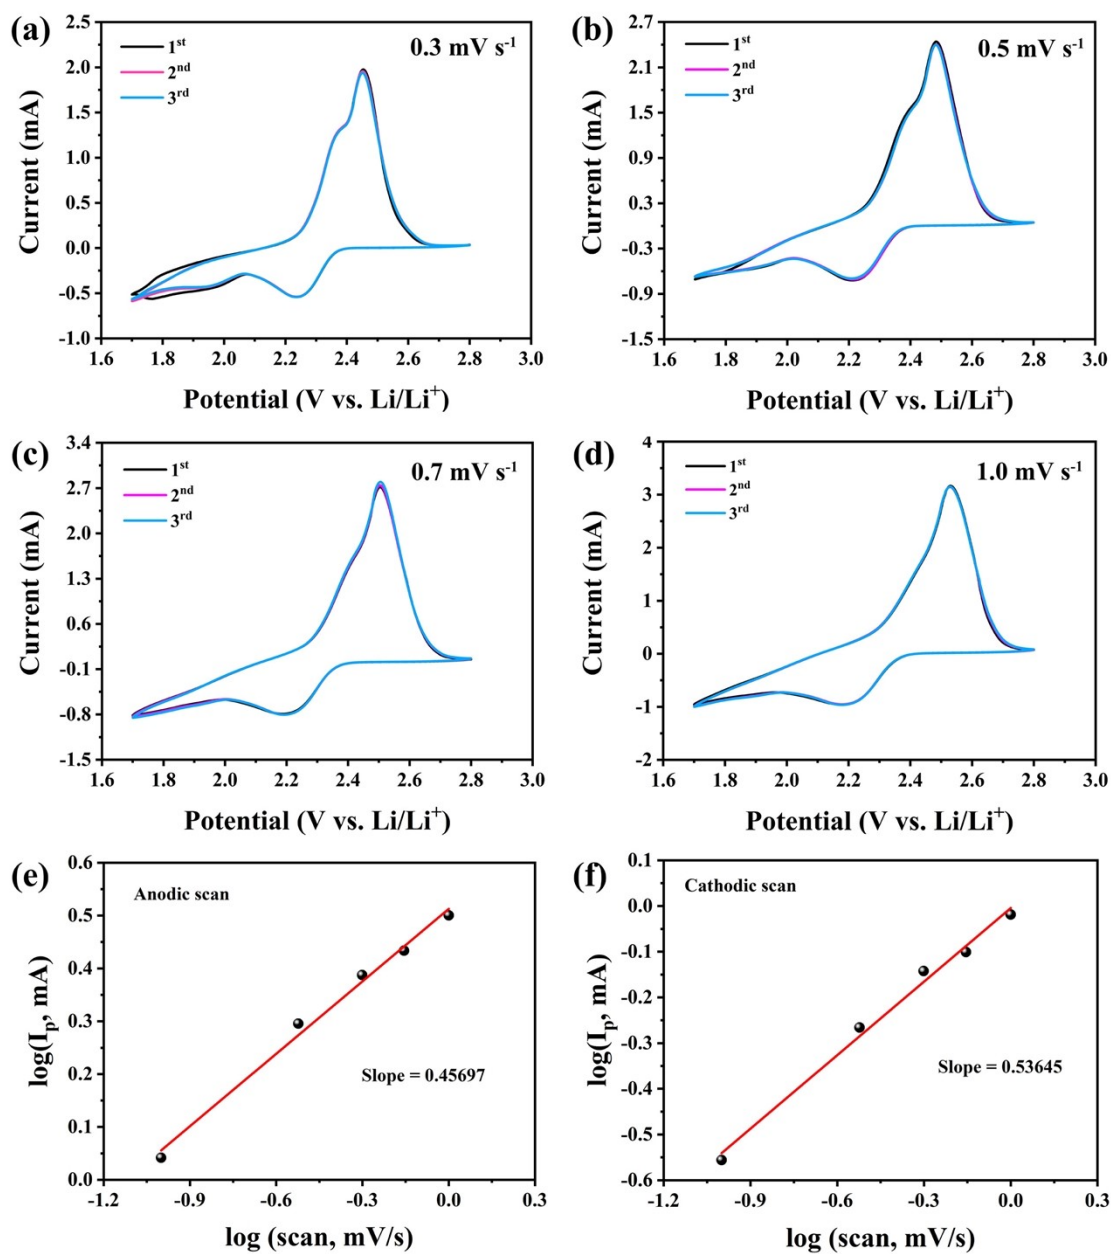 (a)
0.3 mV s⁻¹
1ˢᵗ
2ⁿᵈ
3ʳᵈ
2.5
2.0
1.5
1.0
0.5
0.0
-0.5
-1.0
Current (mA)
1.6 1.8 2.0 2.2 2.4 2.6 2.8 3.0
Potential (V vs. Li/Li⁺)
(b)
0.5 mV s⁻¹
1ˢᵗ
2ⁿᵈ
3ʳᵈ
2.7
2.1
1.5
0.9
0.3
-0.3
-0.9
-1.5
Current (mA)
1.6 1.8 2.0 2.2 2.4 2.6 2.8 3.0
Potential (V vs. Li/Li⁺)
(c)
0.7 mV s⁻¹
1ˢᵗ
2ⁿᵈ
3ʳᵈ
3.4
2.7
2.0
1.3
0.6
-0.1
-0.8
-1.5
Current (mA)
1.6 1.8 2.0 2.2 2.4 2.6 2.8 3.0
Potential (V vs. Li/Li⁺)
(d)
1.0 mV s⁻¹
1ˢᵗ
2ⁿᵈ
3ʳᵈ
4
3
2
1
0
-1
-2
Current (mA)
1.6 1.8 2.0 2.2 2.4 2.6 2.8 3.0
Potential (V vs. Li/Li⁺)
(e)
Anodic scan
0.6
0.5
0.4
0.3
0.2
0.1
0.0
log(Iₚ, mA)
Slope = 0.45697
-1.2 -0.9 -0.6 -0.3 0.0 0.3
log (scan, mV/s)
(f)
Cathodic scan
0.1
0.0
-0.1
-0.2
-0.3
-0.4
-0.5
-0.6
log(Iₚ, mA)
Slope = 0.53645
-1.2 -0.9 -0.6 -0.3 0.0 0.3
log (scan, mV/s)